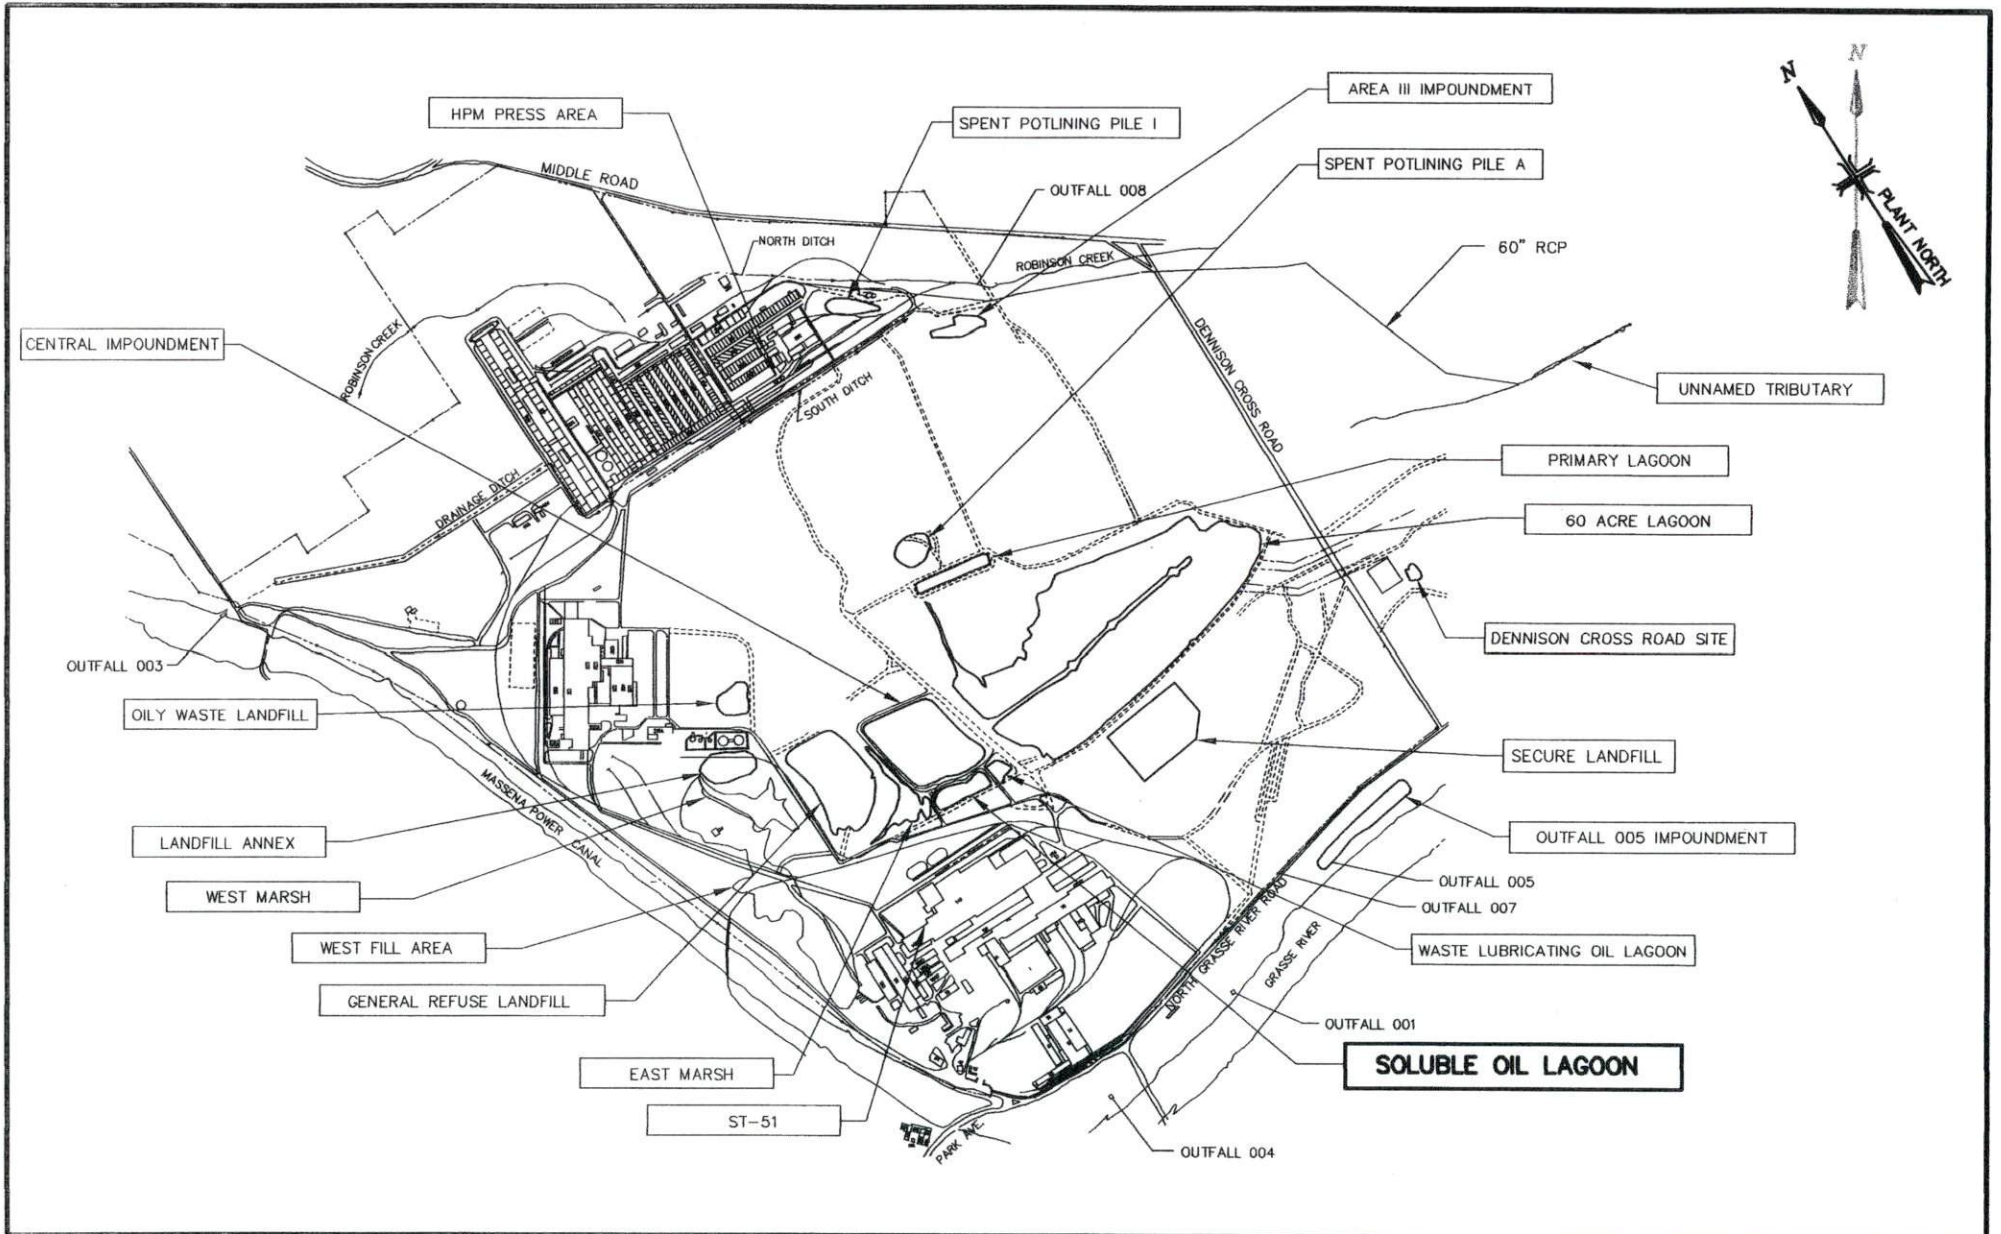 N
N
PLANT NORTH
AREA III IMPOUNDMENT
HPM PRESS AREA
SPENT POTLINING PILE I
SPENT POTLINING PILE A
MIDDLE ROAD
OUTFALL 008
NORTH DITCH
ROBINSON CREEK
60" RCP
CENTRAL IMPOUNDMENT
ROBINSON CREEK
DENNISON CROSS ROAD
UNNAMED TRIBUTARY
SOUTH DITCH
PRIMARY LAGOON
DRAINAGE DITCH
60 ACRE LAGOON
DENNISON CROSS ROAD SITE
OUTFALL 003
OILY WASTE LANDFILL
SECURE LANDFILL
MASSENA POWER CANAL
LANDFILL ANNEX
OUTFALL 005 IMPOUNDMENT
OUTFALL 005
WEST MARSH
OUTFALL 007
NORTH GRASSE RIVER ROAD
GRASSE RIVER
WEST FILL AREA
WASTE LUBRICATING OIL LAGOON
GENERAL REFUSE LANDFILL
OUTFALL 001
EAST MARSH
SOLUBLE OIL LAGOON
ST-51
PARK AVE.
OUTFALL 004